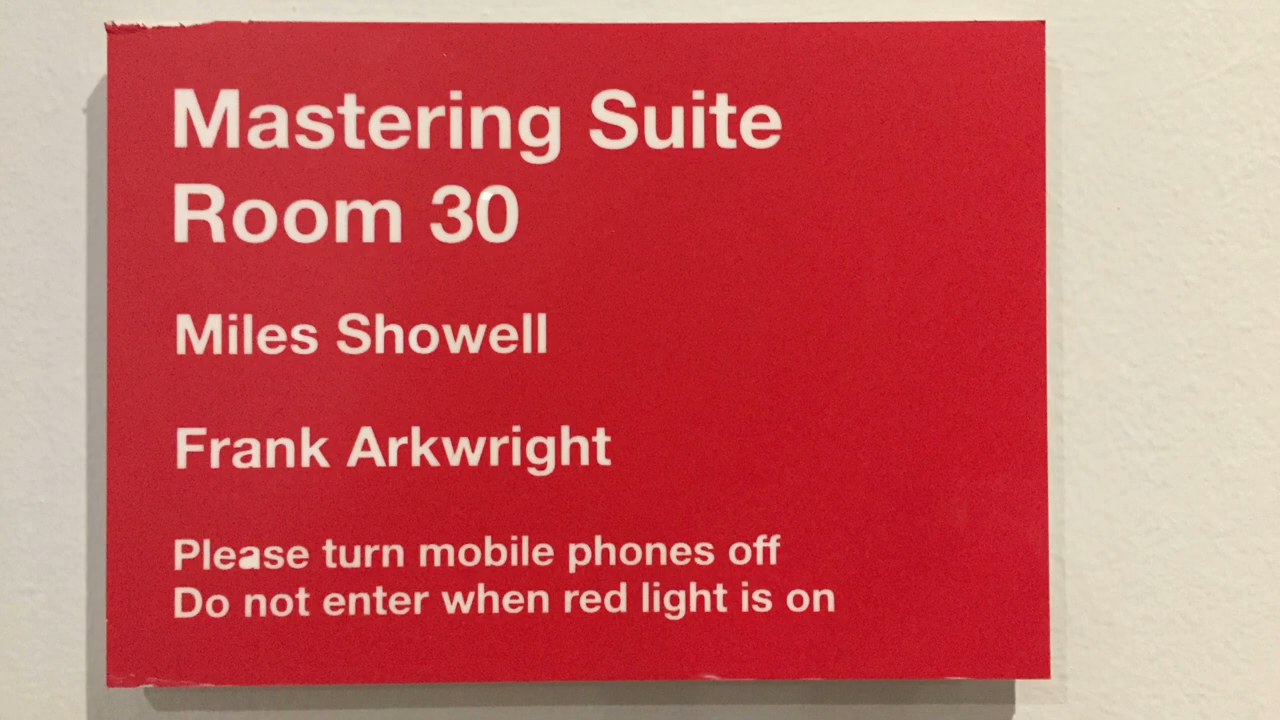 Mastering Suite
Room 30
Miles Showell
Frank Arkwright
Please turn mobile phones off
Do not enter when red light is on